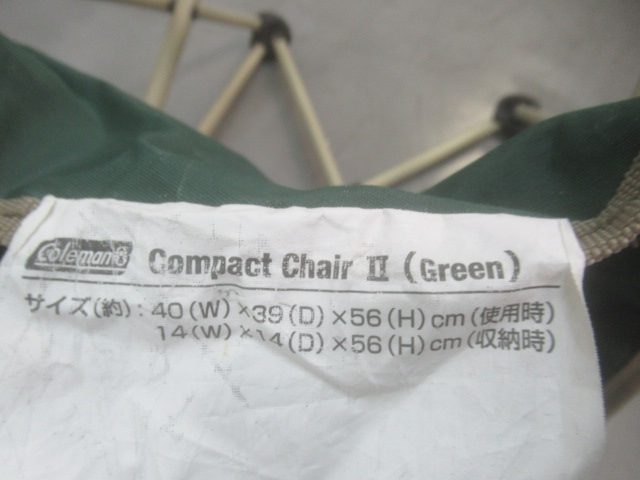 Coleman® Compact Chair Ⅱ (Green)
サイズ(約):40(W)×39(D)×56(H)cm(使用時)
14(W)×14(D)×56(H)cm(収納時)